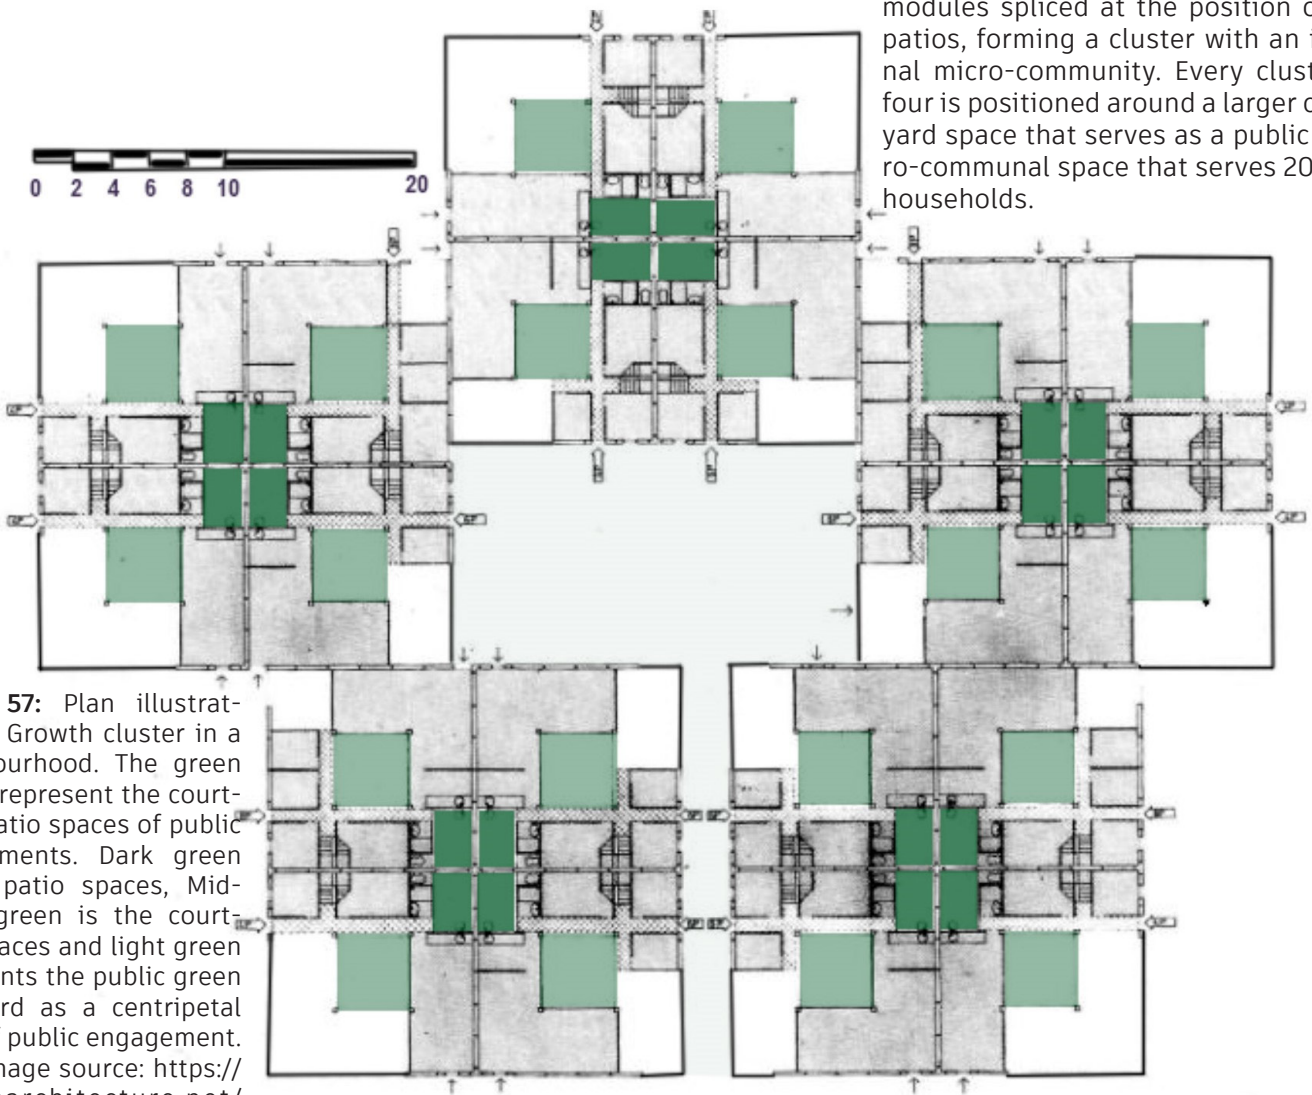 modules spliced at the position
patios, forming a cluster with an
nal micro-community. Every clust
four is positioned around a larger
yard space that serves as a public
ro-communal space that serves 20
households.
0 2 4 6 8 10 20
57: Plan illustrat-
Growth cluster in a
ourhood. The green
represent the court-
atio spaces of public
ments. Dark green
patio spaces, Mid-
green is the court-
aces and light green
nts the public green
rd as a centripetal
public engagement.
mage source: https://
architecture.net/